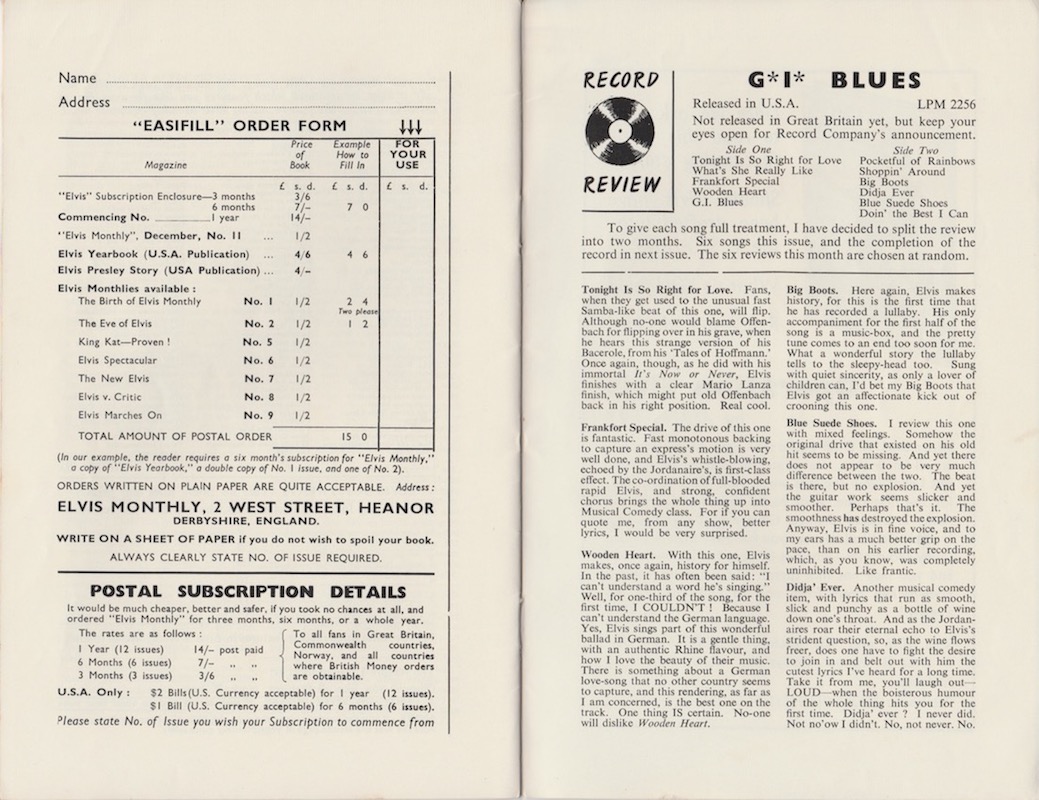 Name
Address
"EASIFILL" ORDER FORM
Magazine
Price of Book
Example How to Fill In
FOR YOUR USE
£ s. d. £ s. d. £ s. d.
"Elvis" Subscription Enclosure—3 months 3/6
6 months 7/– 7 0
Commencing No. 1 year 14/–
"Elvis Monthly", December, No. 11 ... 1/2
Elvis Yearbook (U.S.A. Publication) ... 4/6 4 6
Elvis Presley Story (USA Publication) ... 4/–
Elvis Monthlies available :
The Birth of Elvis Monthly No. 1 1/2 2 4
Two please
The Eve of Elvis No. 2 1/2 1 2
King Kat—Proven ! No. 5 1/2
Elvis Spectacular No. 6 1/2
The New Elvis No. 7 1/2
Elvis v. Critic No. 8 1/2
Elvis Marches On No. 9 1/2
TOTAL AMOUNT OF POSTAL ORDER 15 0
(In our example, the reader requires a six month's subscription for "Elvis Monthly,"
a copy of "Elvis Yearbook," a double copy of No. 1 issue, and one of No. 2).
ORDERS WRITTEN ON PLAIN PAPER ARE QUITE ACCEPTABLE. Address :
ELVIS MONTHLY, 2 WEST STREET, HEANOR
DERBYSHIRE, ENGLAND.
WRITE ON A SHEET OF PAPER if you do not wish to spoil your book.
ALWAYS CLEARLY STATE NO. OF ISSUE REQUIRED.
POSTAL SUBSCRIPTION DETAILS
It would be much cheaper, better and safer, if you took no chances at all, and
ordered "Elvis Monthly" for three months, six months, or a whole year.
The rates are as follows :
1 Year (12 issues) 14/– post paid
6 Months (6 issues) 7/– ,, ,,
3 Months (3 issues) 3/6 ,, ,,
To all fans in Great Britain,
Commonwealth countries,
Norway, and all countries
where British Money orders
are obtainable.
U.S.A. Only : $2 Bills (U.S. Currency acceptable) for 1 year (12 issues).
$1 Bill (U.S. Currency acceptable) for 6 months (6 issues).
Please state No. of Issue you wish your Subscription to commence from
RECORD
REVIEW
G*I* BLUES
Released in U.S.A. LPM 2256
Not released in Great Britain yet, but keep your
eyes open for Record Company's announcement.
Side One
Tonight Is So Right for Love
What's She Really Like
Frankfort Special
Wooden Heart
G.I. Blues
Side Two
Pocketful of Rainbows
Shoppin' Around
Big Boots
Didja Ever
Blue Suede Shoes
Doin' the Best I Can
To give each song full treatment, I have decided to split the review
into two months. Six songs this issue, and the completion of the
record in next issue. The six reviews this month are chosen at random.
Tonight Is So Right for Love. Fans,
when they get used to the unusual fast
Samba-like beat of this one, will flip.
Although no-one would blame Offen-
bach for flipping over in his grave, when
he hears this strange version of his
Bacerole, from his 'Tales of Hoffmann.'
Once again, though, as he did with his
immortal It's Now or Never, Elvis
finishes with a clear Mario Lanza
finish, which might put old Offenbach
back in his right position. Real cool.
Frankfort Special. The drive of this one
is fantastic. Fast monotonous backing
to capture an express's motion is very
well done, and Elvis's whistle-blowing,
echoed by the Jordanaire's, is first-class
effect. The co-ordination of full-blooded
rapid Elvis, and strong, confident
chorus brings the whole thing up into
Musical Comedy class. For if you can
quote me, from any show, better
lyrics, I would be very surprised.
Wooden Heart. With this one, Elvis
makes, once again, history for himself.
In the past, it has often been said: "I
can't understand a word he's singing."
Well, for one-third of the song, for the
first time, I COULDN'T ! Because I
can't understand the German language.
Yes, Elvis sings part of this wonderful
ballad in German. It is a gentle thing,
with an authentic Rhine flavour, and
how I love the beauty of their music.
There is something about a German
love-song that no other country seems
to capture, and this rendering, as far as
I am concerned, is the best one on the
track. One thing IS certain. No-one
will dislike Wooden Heart.
Big Boots. Here again, Elvis makes
history, for this is the first time that
he has recorded a lullaby. His only
accompaniment for the first half of the
song is a music-box, and the pretty
tune comes to an end too soon for me.
What a wonderful story the lullaby
tells to the sleepy-head too. Sung
with quiet sincerity, as only a lover of
children can, I'd bet my Big Boots that
Elvis got an affectionate kick out of
crooning this one.
Blue Suede Shoes. I review this one
with mixed feelings. Somehow the
original drive that existed on his old
hit seems to be missing. And yet there
does not appear to be very much
difference between the two. The beat
is there, but no explosion. And yet
the guitar work seems slicker and
smoother. Perhaps that's it. The
smoothness has destroyed the explosion.
Anyway, Elvis is in fine voice, and to
my ears has a much better grip on the
pace, than on his earlier recording,
which, as you know, was completely
uninhibited. Like frantic.
Didja' Ever. Another musical comedy
item, with lyrics that run as smooth,
slick and punchy as a bottle of wine
down one's throat. And as the Jordan-
aires roar their eternal echo to Elvis's
strident question, so, as the wine flows
freer, does one have to fight the desire
to join in and belt out with him the
cutest lyrics I've heard for a long time.
Take it from me, you'll laugh out—
LOUD—when the boisterous humour
of the whole thing hits you for the
first time. Didja' ever ? I never did.
Not no'ow I didn't. No, not never. No.